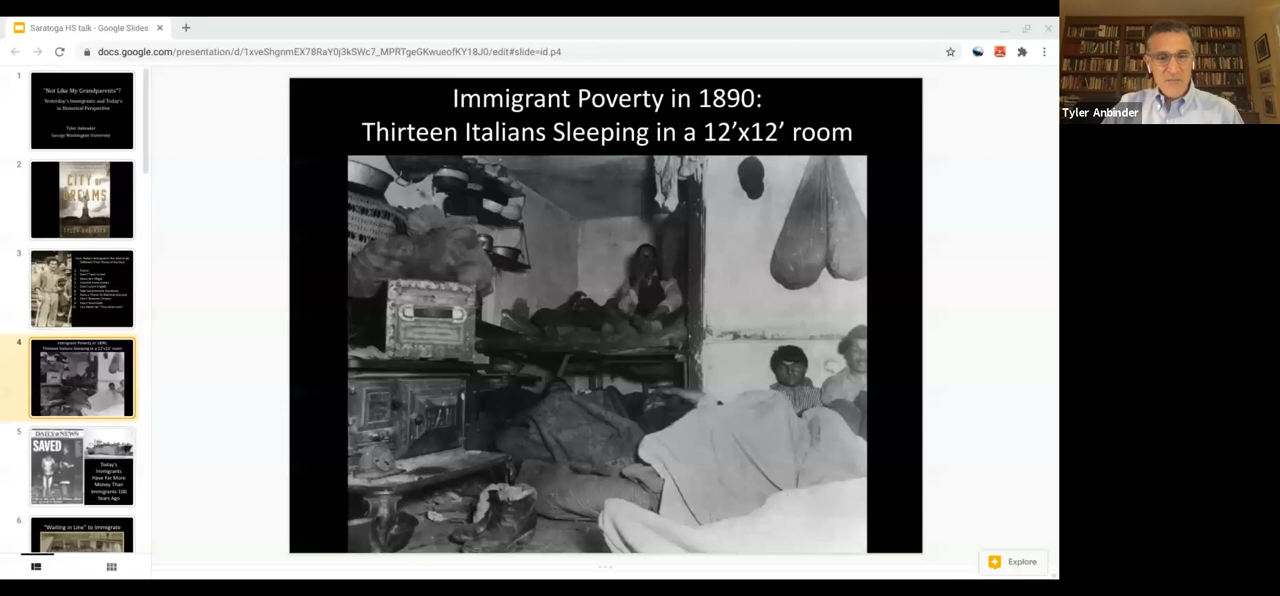 Saratoga HS talk - Google Slides
docs.google.com/presentation/d/1xveShgnmEX78RaY0j3kSWc7_MPRTgeGKwueofKY18J0/edit#slide=id.p4
1
"Not Like My Grandparents"?
Yesterday's Immigrants and Today's
in Historical Perspective
Tyler Anbinder
George Washington University
2
CITY OF
DREAMS
TYLER ANBINDER
3
4
Immigrant Poverty in 1890:
Thirteen Italians Sleeping in a 12'x12' room
5
DAILY NEWS
SAVED
Today's
Immigrants
Have Far More
Money Than
Immigrants 100
Years Ago
6
"Waiting in Line" to Immigrate
Immigrant Poverty in 1890:
Thirteen Italians Sleeping in a 12'x12' room
Explore
Tyler Anbinder